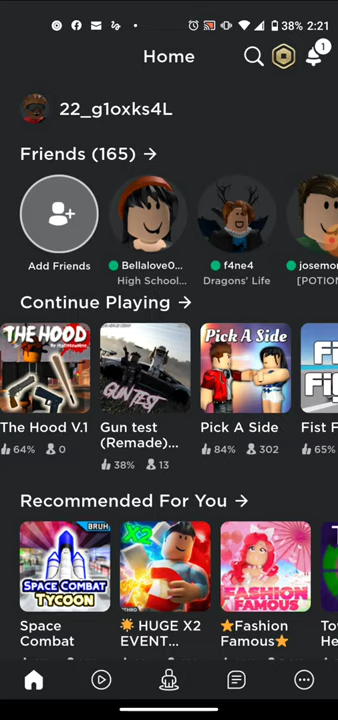 38% 2:21
Home
1
22_g1oxks4L
Friends (165) →
Add Friends
Bellalove0...
High School...
f4ne4
Dragons' Life
josemor
[POTION
Continue Playing →
THE HOOD
GUN TEST
Pick A Side
The Hood V.1
Gun test
(Remade)...
Pick A Side
Fist F
64% 0
38% 13
84% 302
65%
Recommended For You →
BRUH
SPACE COMBAT
TYCOON
X2
FASHION
FAMOUS
Space
Combat
HUGE X2
EVENT...
Fashion
Famous
To
He